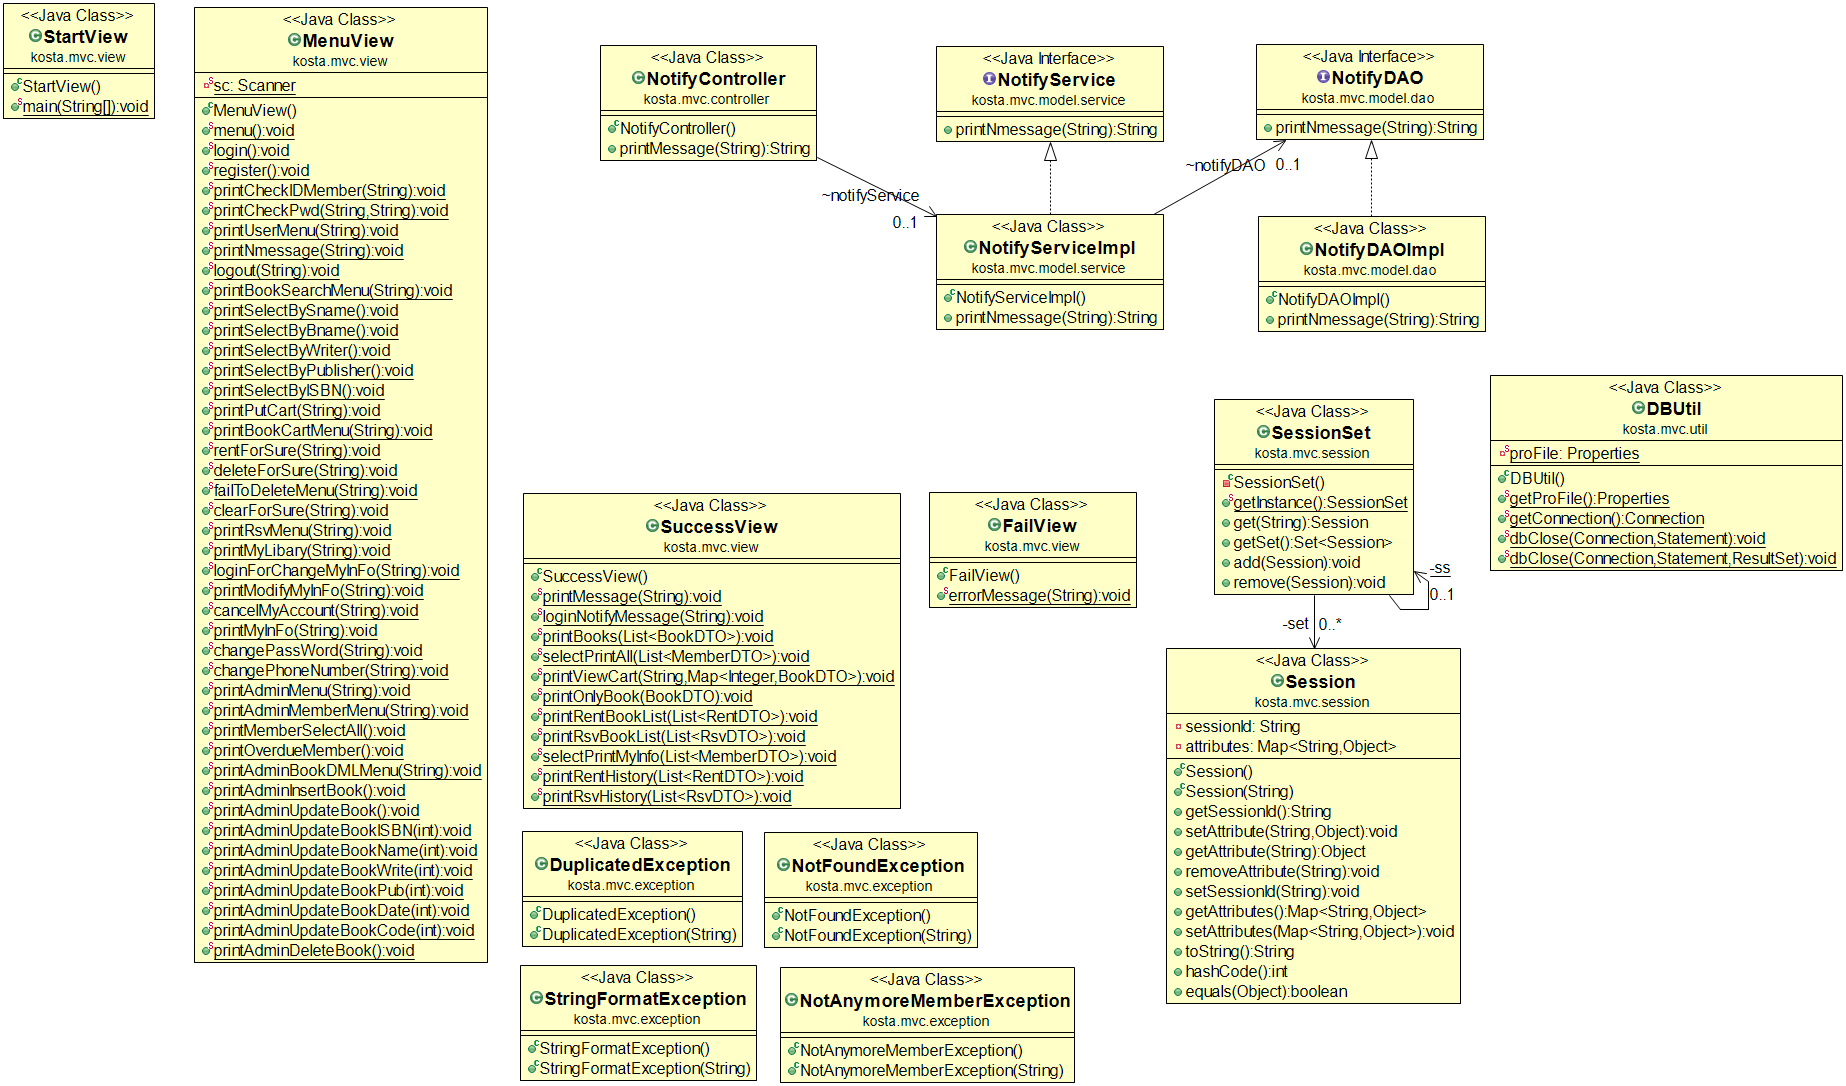 <<Java Class>>
StartView
kosta.mvc.view
StartView()
main(String[]):void
<<Java Class>>
MenuView
kosta.mvc.view
sc: Scanner
MenuView()
menu():void
login():void
register():void
printCheckIDMember(String):void
printCheckPwd(String,String):void
printUserMenu(String):void
printNmessage(String):void
logout(String):void
printBookSearchMenu(String):void
printSelectBySname():void
printSelectByBname():void
printSelectByWriter():void
printSelectByPublisher():void
printSelectByISBN():void
printPutCart(String):void
printBookCartMenu(String):void
rentForSure(String):void
deleteForSure(String):void
failToDeleteMenu(String):void
clearForSure(String):void
printRsvMenu(String):void
printMyLibary(String):void
loginForChangeMyInFo(String):void
printModifyMyInFo(String):void
cancelMyAccount(String):void
printMyInFo(String):void
changePassWord(String):void
changePhoneNumber(String):void
printAdminMenu(String):void
printAdminMemberMenu(String):void
printMemberSelectAll():void
printOverdueMember():void
printAdminBookDMLMenu(String):void
printAdminInsertBook():void
printAdminUpdateBook():void
printAdminUpdateBookISBN(int):void
printAdminUpdateBookName(int):void
printAdminUpdateBookWrite(int):void
printAdminUpdateBookPub(int):void
printAdminUpdateBookDate(int):void
printAdminUpdateBookCode(int):void
printAdminDeleteBook():void
<<Java Class>>
NotifyController
kosta.mvc.controller
NotifyController()
printMessage(String):String
~notifyService
0..1
<<Java Interface>>
NotifyService
kosta.mvc.model.service
printNmessage(String):String
<<Java Class>>
NotifyServiceImpl
kosta.mvc.model.service
NotifyServiceImpl()
printNmessage(String):String
~notifyDAO
0..1
<<Java Interface>>
NotifyDAO
kosta.mvc.model.dao
printNmessage(String):String
<<Java Class>>
NotifyDAOImpl
kosta.mvc.model.dao
NotifyDAOImpl()
printNmessage(String):String
<<Java Class>>
SuccessView
kosta.mvc.view
SuccessView()
printMessage(String):void
loginNotifyMessage(String):void
printBooks(List<BookDTO>):void
selectPrintAll(List<MemberDTO>):void
printViewCart(String,Map<Integer,BookDTO>):void
printOnlyBook(BookDTO):void
printRentBookList(List<RentDTO>):void
printRsvBookList(List<RsvDTO>):void
selectPrintMyInfo(List<MemberDTO>):void
printRentHistory(List<RentDTO>):void
printRsvHistory(List<RsvDTO>):void
<<Java Class>>
FailView
kosta.mvc.view
FailView()
errorMessage(String):void
<<Java Class>>
SessionSet
kosta.mvc.session
SessionSet()
getInstance():SessionSet
get(String):Session
getSet():Set<Session>
add(Session):void
remove(Session):void
-ss
0..1
-set
0..*
<<Java Class>>
Session
kosta.mvc.session
sessionId: String
attributes: Map<String,Object>
Session()
Session(String)
getSessionId():String
setAttribute(String,Object):void
getAttribute(String):Object
removeAttribute(String):void
setSessionId(String):void
getAttributes():Map<String,Object>
setAttributes(Map<String,Object>):void
toString():String
hashCode():int
equals(Object):boolean
<<Java Class>>
DBUtil
kosta.mvc.util
proFile: Properties
DBUtil()
getProFile():Properties
getConnection():Connection
dbClose(Connection,Statement):void
dbClose(Connection,Statement,ResultSet):void
<<Java Class>>
DuplicatedException
kosta.mvc.exception
DuplicatedException()
DuplicatedException(String)
<<Java Class>>
NotFoundException
kosta.mvc.exception
NotFoundException()
NotFoundException(String)
<<Java Class>>
StringFormatException
kosta.mvc.exception
StringFormatException()
StringFormatException(String)
<<Java Class>>
NotAnymoreMemberException
kosta.mvc.exception
NotAnymoreMemberException()
NotAnymoreMemberException(String)